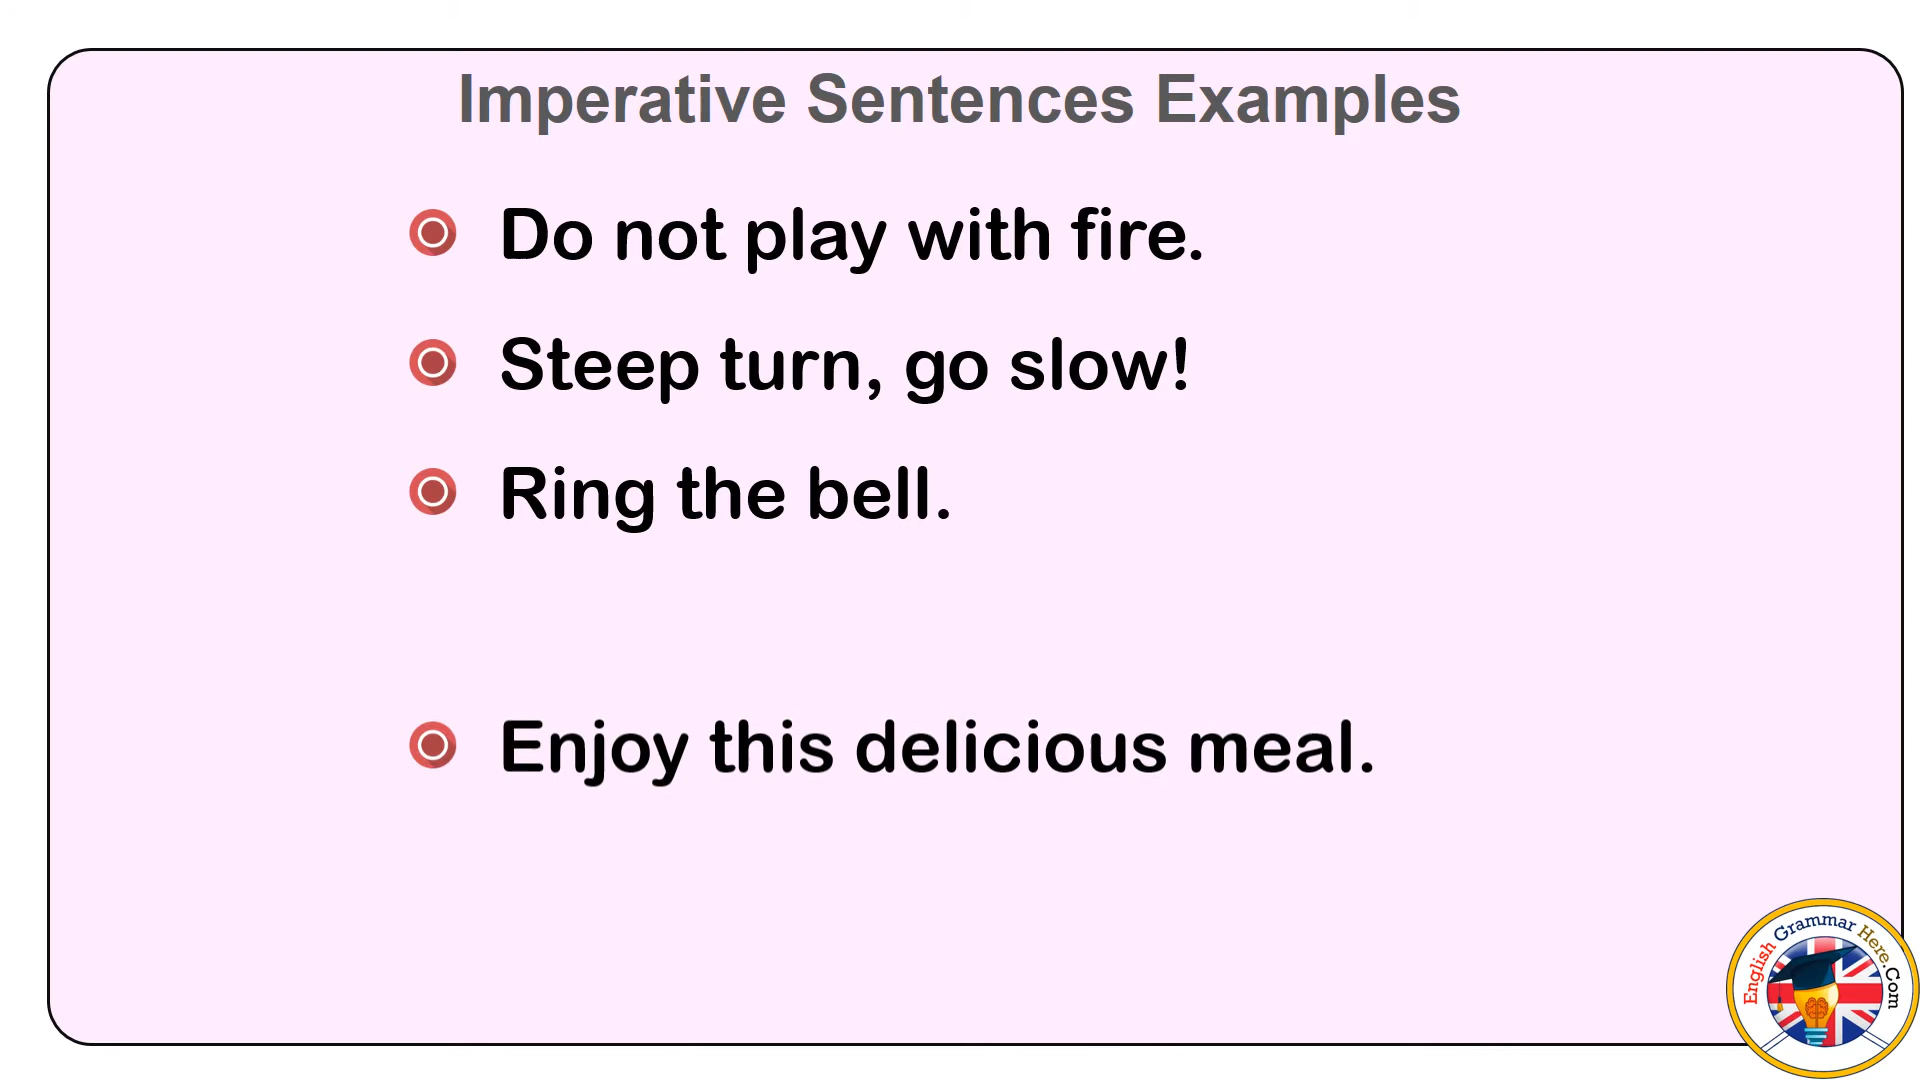 Imperative Sentences Examples
Do not play with fire.
Steep turn, go slow!
Ring the bell.
Enjoy this delicious meal.
English Grammar Here.Com